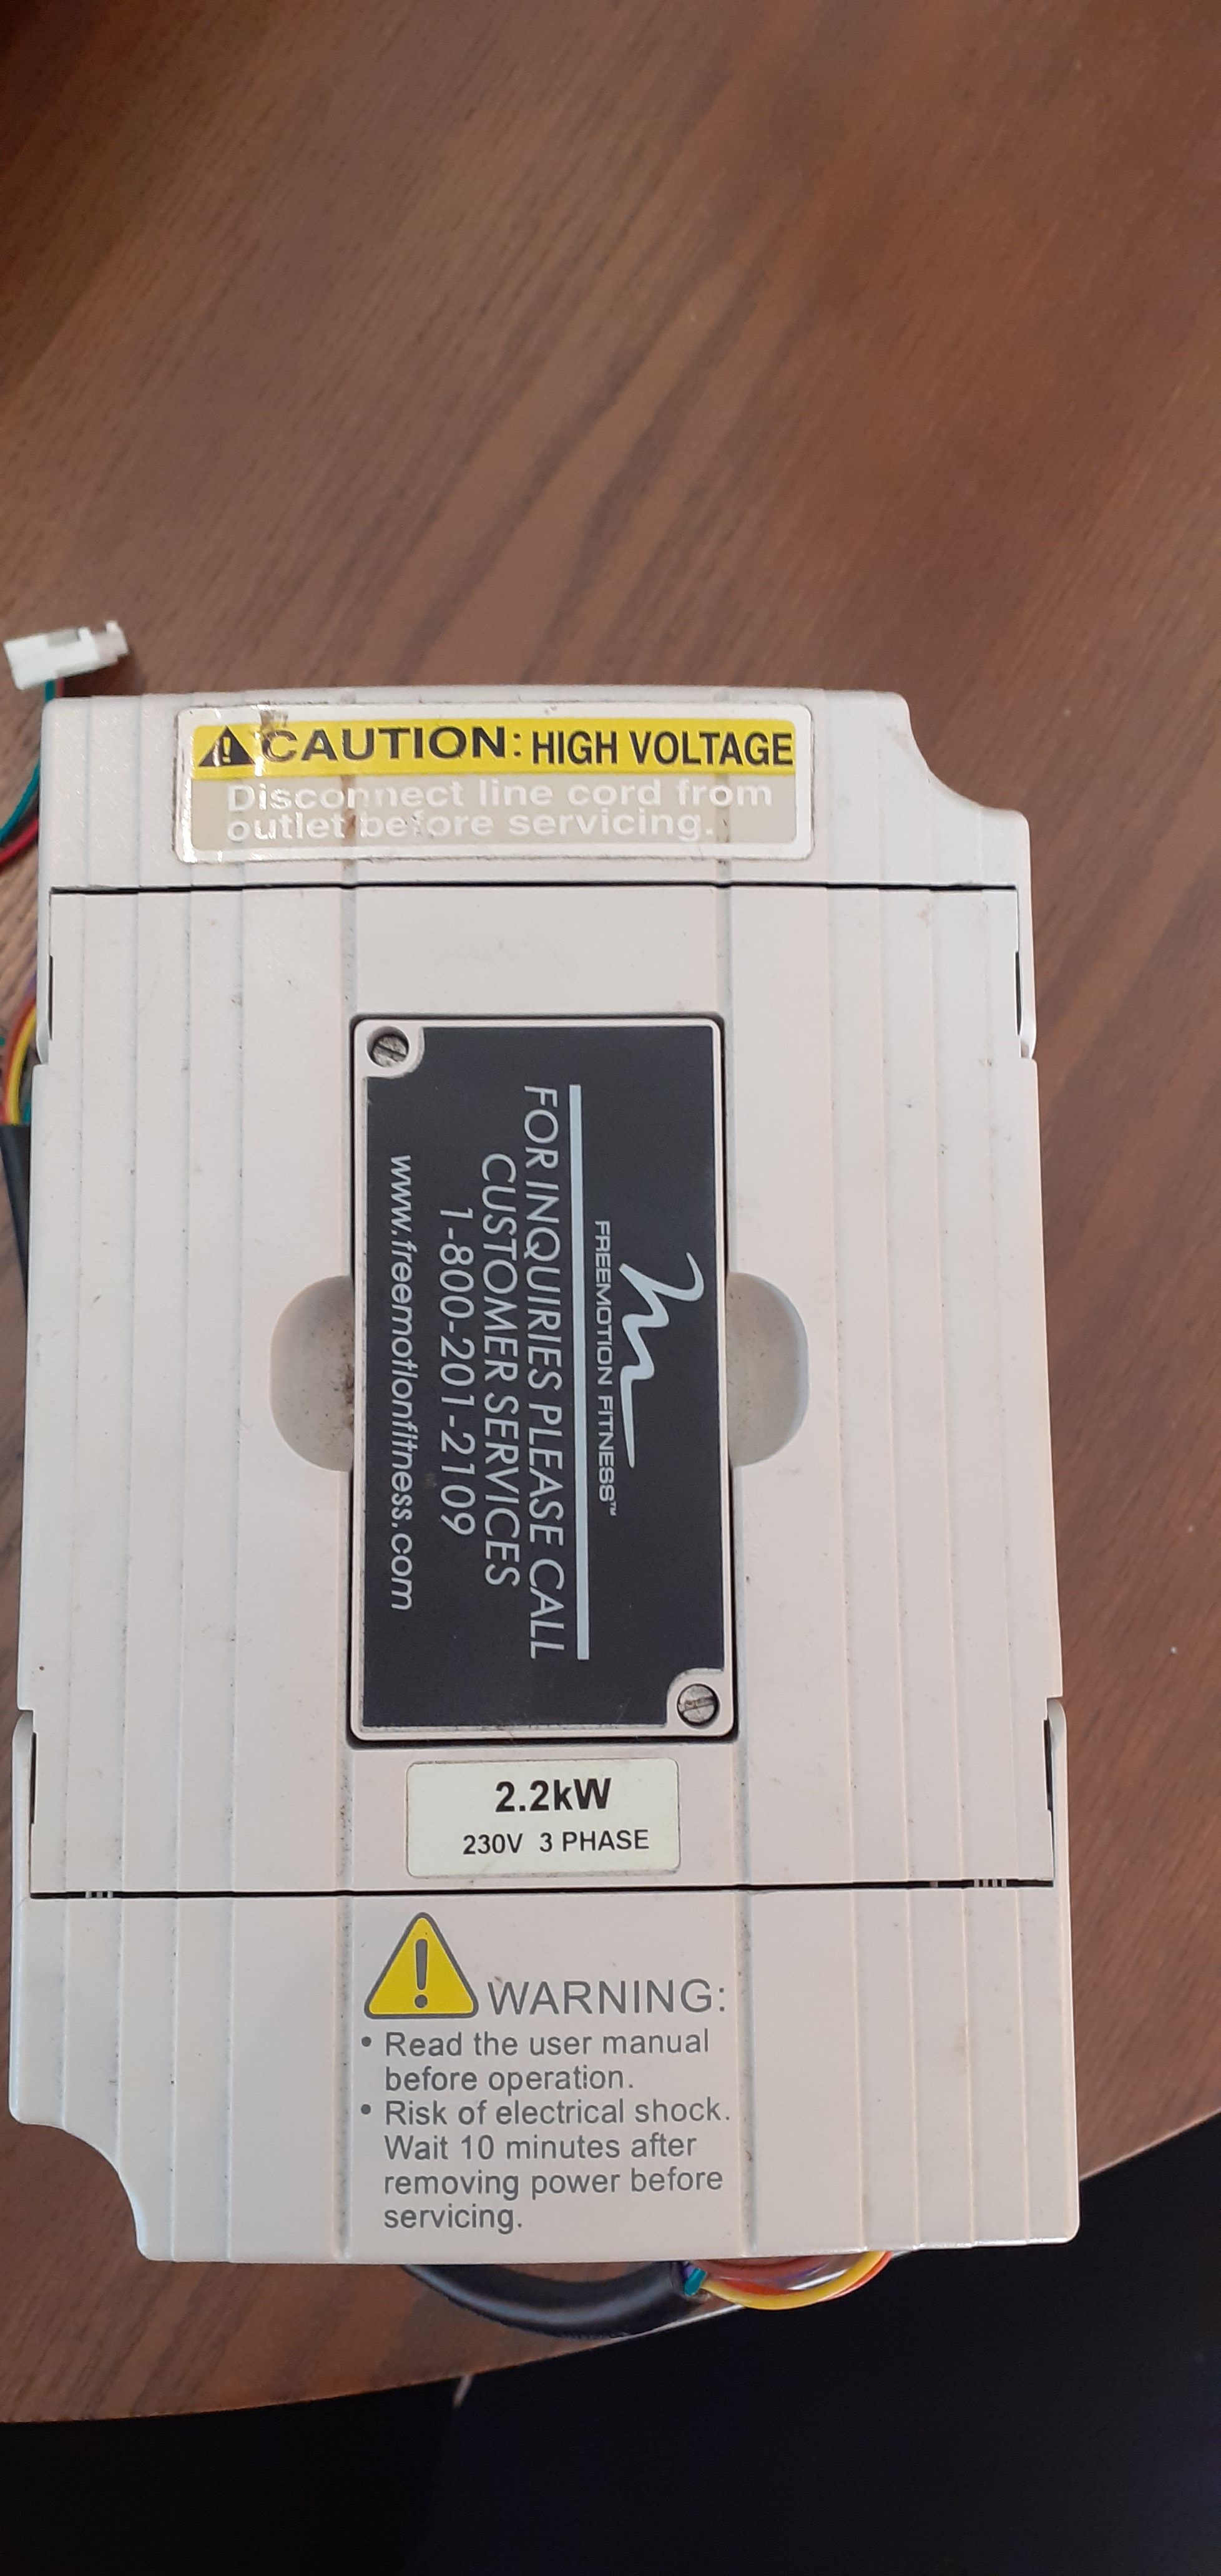 CAUTION: HIGH VOLTAGE
Disconnect line cord from
outlet before servicing.
FREEMOTION FITNESS™
FOR INQUIRIES PLEASE CALL
CUSTOMER SERVICES
1-800-201-2109
www.freemotionfitness.com
2.2kW
230V 3 PHASE
WARNING:
• Read the user manual
before operation.
• Risk of electrical shock.
Wait 10 minutes after
removing power before
servicing.